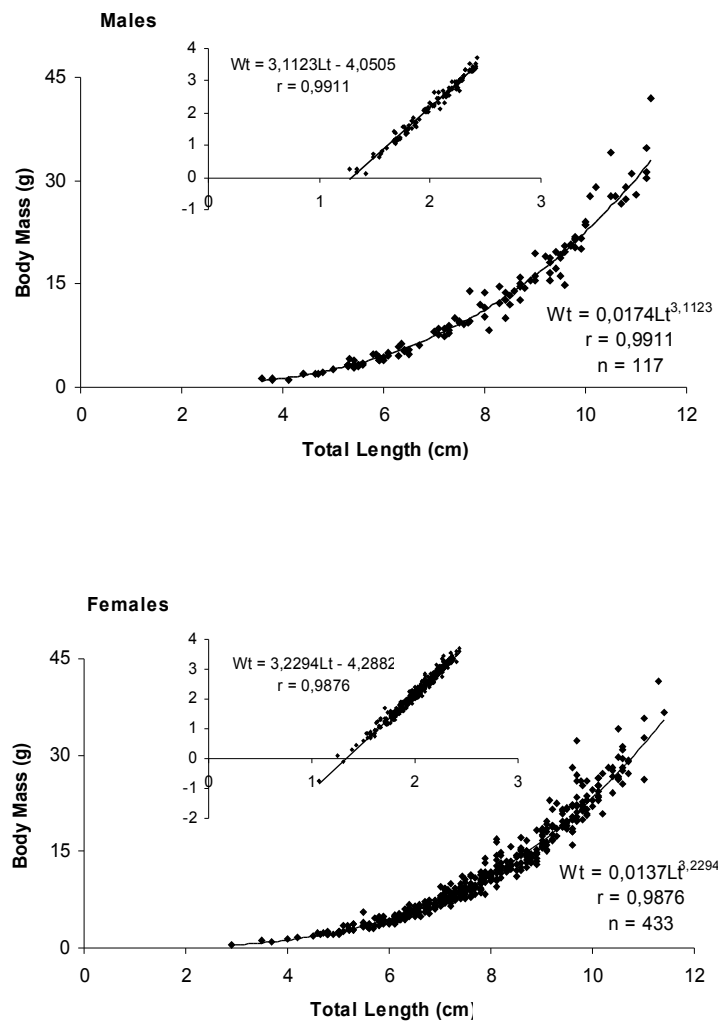 Males
4
3
2
1
0
-1
0
1
2
3
Wt = 3,1123Lt - 4,0505
r = 0,9911
45
30
15
0
Body Mass (g)
Wt = 0,0174Lt^3,1123
r = 0,9911
n = 117
0 2 4 6 8 10 12
Total Length (cm)
Females
4
3
2
1
0
-1
-2
0
1
2
3
Wt = 3,2294Lt - 4,2882
r = 0,9876
45
30
15
0
Body Mass (g)
Wt = 0,0137Lt^3,2294
r = 0,9876
n = 433
0 2 4 6 8 10 12
Total Length (cm)